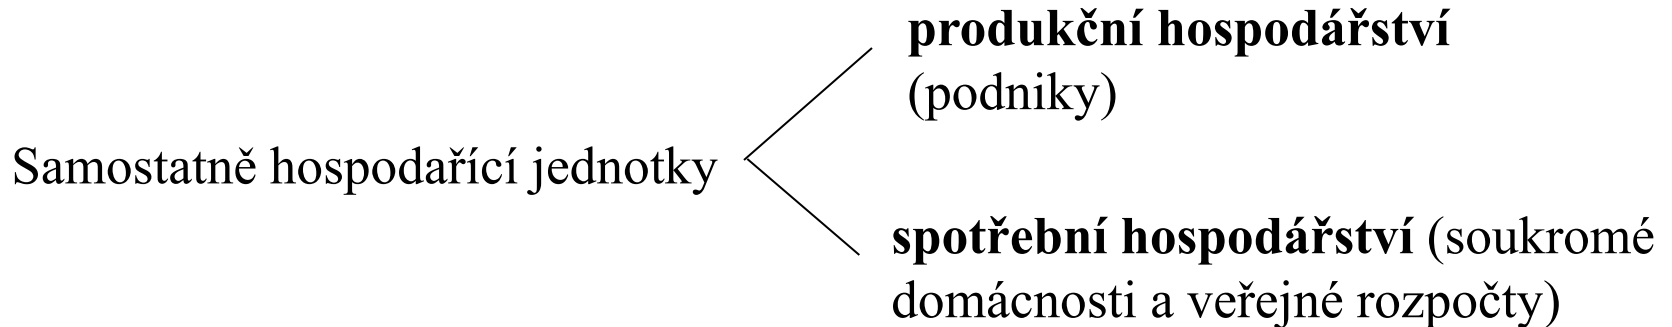 produkční hospodářství
(podniky)
Samostatně hospodařící jednotky
spotřební hospodářství (soukromé
domácnosti a veřejné rozpočty)